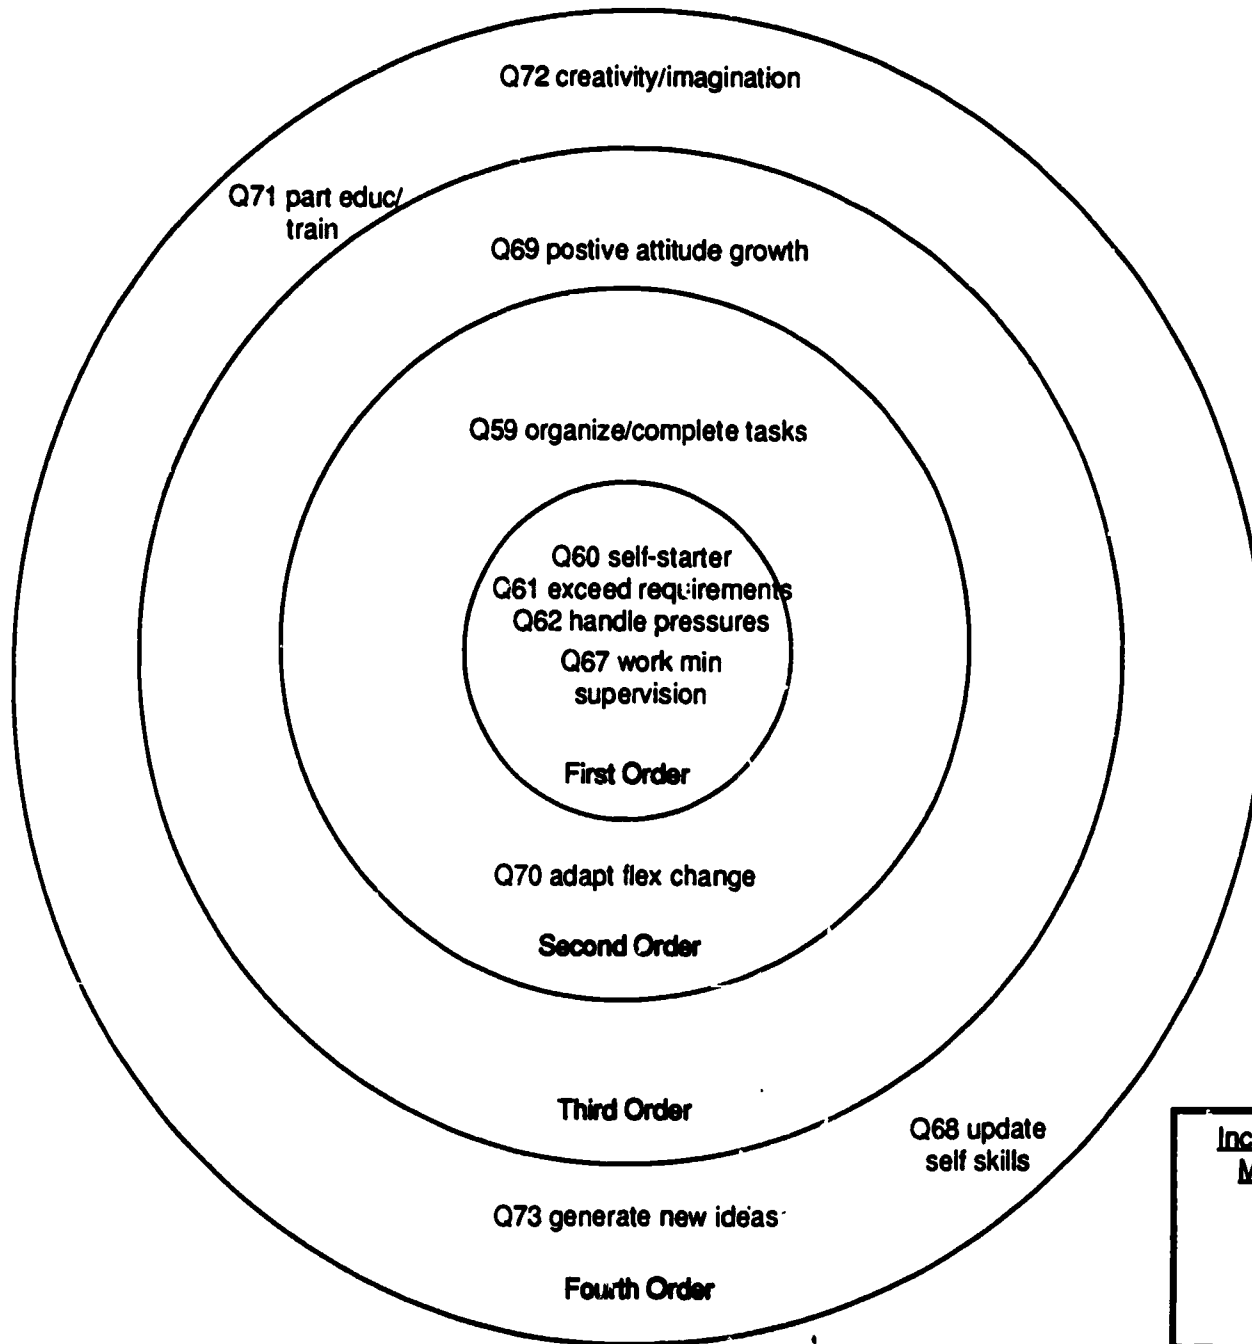 Q72 creativity/imagination
Q71 part educ/
train
Q69 postive attitude growth
Q59 organize/complete tasks
Q60 self-starter
Q61 exceed requirements
Q62 handle pressures
Q67 work min
supervision
First Order
Q70 adapt flex change
Second Order
Third Order
Q68 update
self skills
Q73 generate new ideas
Fourth Order